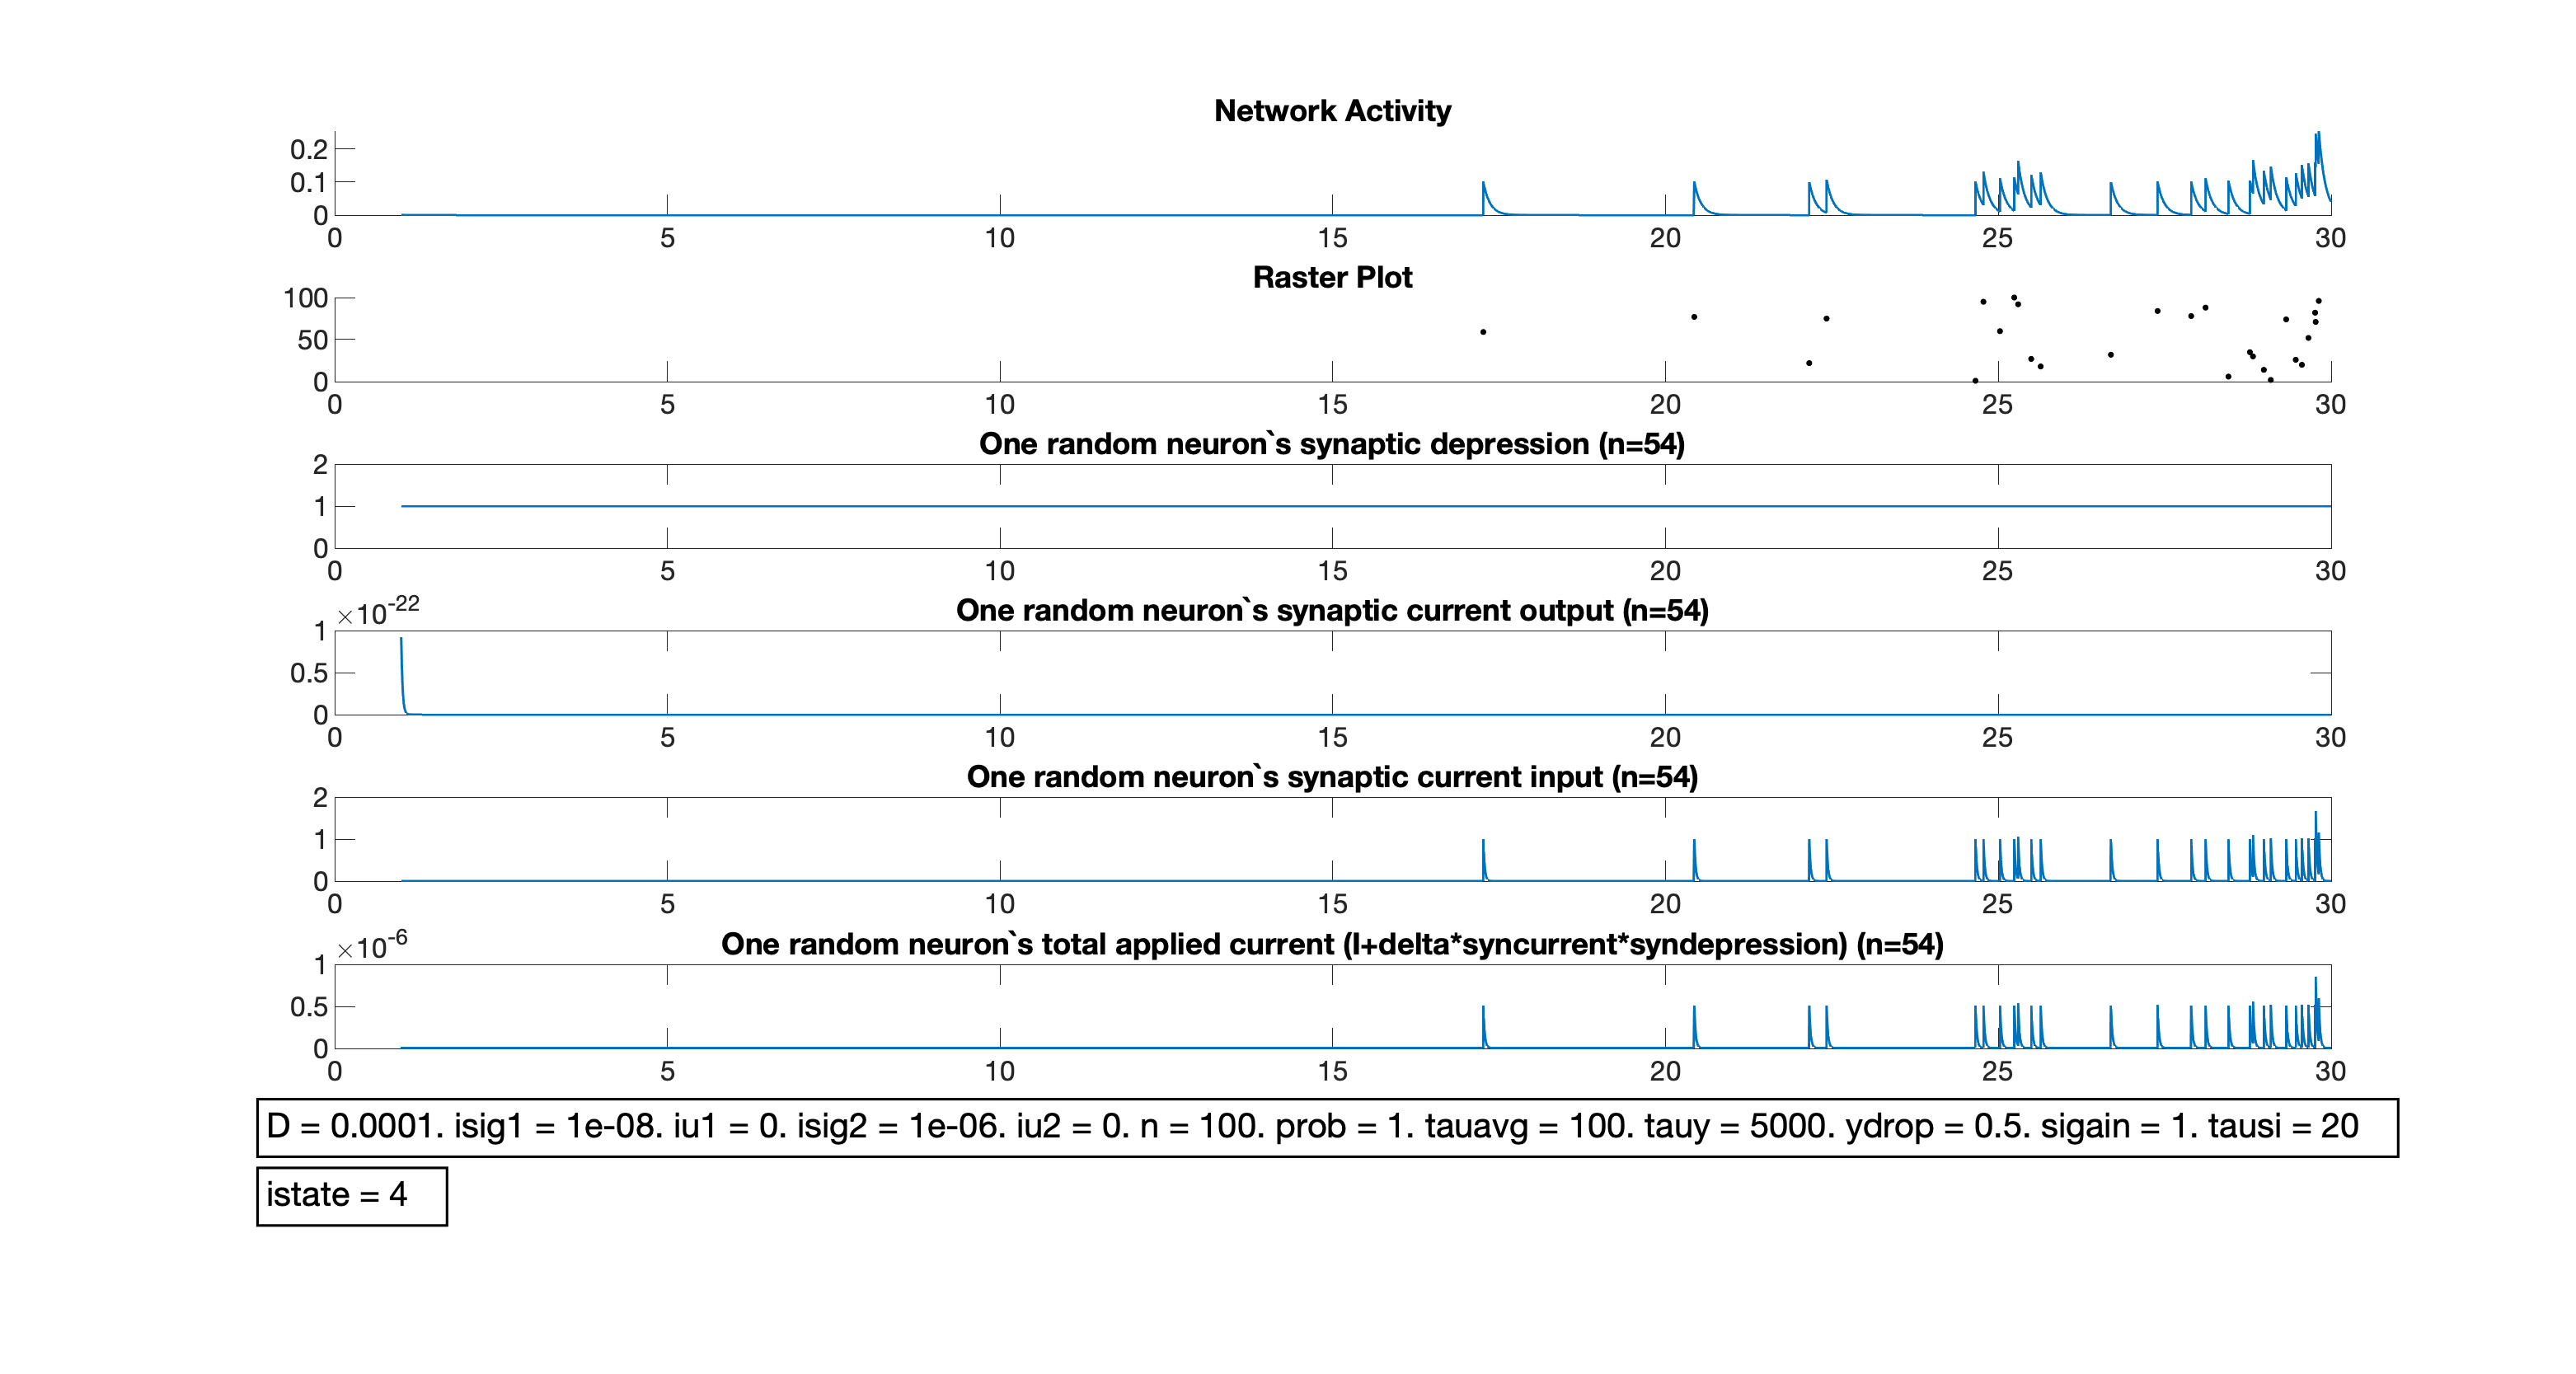 Network Activity
0.2
0.1
0
0 5 10 15 20 25 30
Raster Plot
100
50
0
0 5 10 15 20 25 30
One random neuron`s synaptic depression (n=54)
2
1
0
0 5 10 15 20 25 30
×10-22
One random neuron`s synaptic current output (n=54)
1
0.5
0
0 5 10 15 20 25 30
One random neuron`s synaptic current input (n=54)
2
1
0
0 5 10 15 20 25 30
×10-6
One random neuron`s total applied current (I+delta*syncurrent*syndepression) (n=54)
1
0.5
0
0 5 10 15 20 25 30
D = 0.0001. isig1 = 1e-08. iu1 = 0. isig2 = 1e-06. iu2 = 0. n = 100. prob = 1. tauavg = 100. tauy = 5000. ydrop = 0.5. sigain = 1. tausi = 20
istate = 4